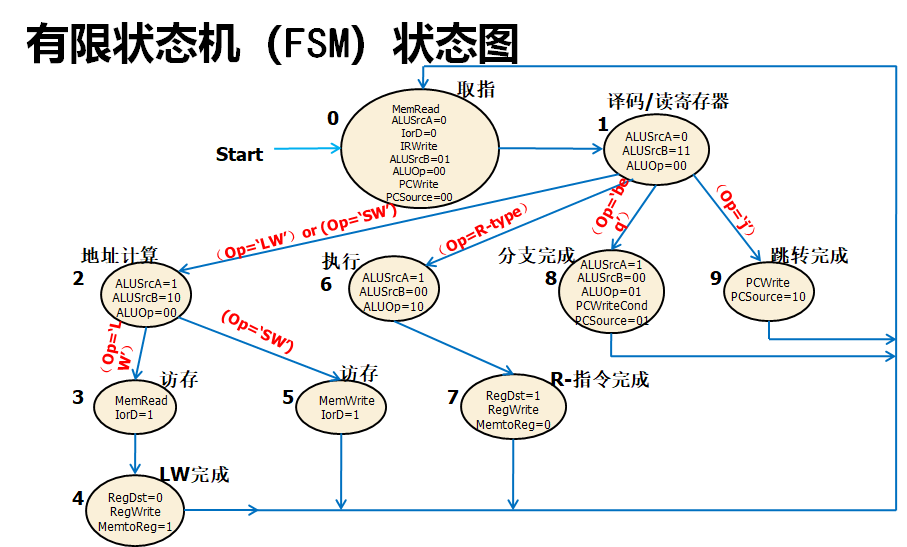 有限状态机（FSM）状态图
取指
0
MemRead
ALUSrcA=0
IorD=0
IRWrite
ALUSrcB=01
ALUOp=00
PCWrite
PCSource=00
Start
译码/读寄存器
1
ALUSrcA=0
ALUSrcB=11
ALUOp=00
（Op=‘LW’）or (Op=‘SW’)
（Op=R-type）
（Op=‘be
q’）
（Op=‘j’）
地址计算
2
ALUSrcA=1
ALUSrcB=10
ALUOp=00
执行
6
ALUSrcA=1
ALUSrcB=00
ALUOp=10
分支完成
8
ALUSrcA=1
ALUSrcB=00
ALUOp=01
PCWriteCond
PCSource=01
跳转完成
9
PCWrite
PCSource=10
（Op=‘L
W’）
(Op=‘SW’)
访存
3
MemRead
IorD=1
访存
5
MemWrite
IorD=1
R-指令完成
7
RegDst=1
RegWrite
MemtoReg=0
LW完成
4
RegDst=0
RegWrite
MemtoReg=1